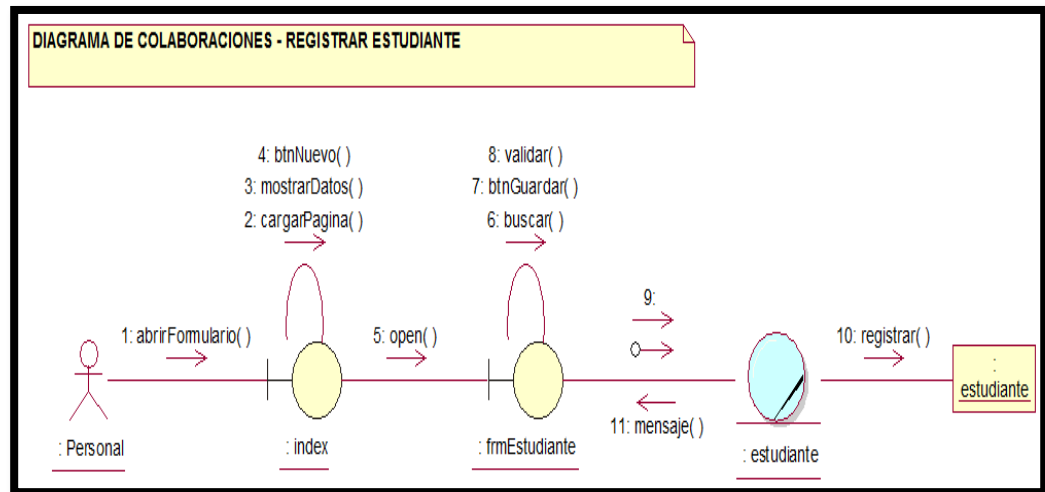 DIAGRAMA DE COLABORACIONES - REGISTRAR ESTUDIANTE
4: btnNuevo( )
3: mostrarDatos( )
2: cargarPagina( )
8: validar( )
7: btnGuardar( )
6: buscar( )
1: abrirFormulario( )
5: open( )
9:
10: registrar( )
11: mensaje( )
: Personal
: index
: frmEstudiante
: estudiante
:
estudiante